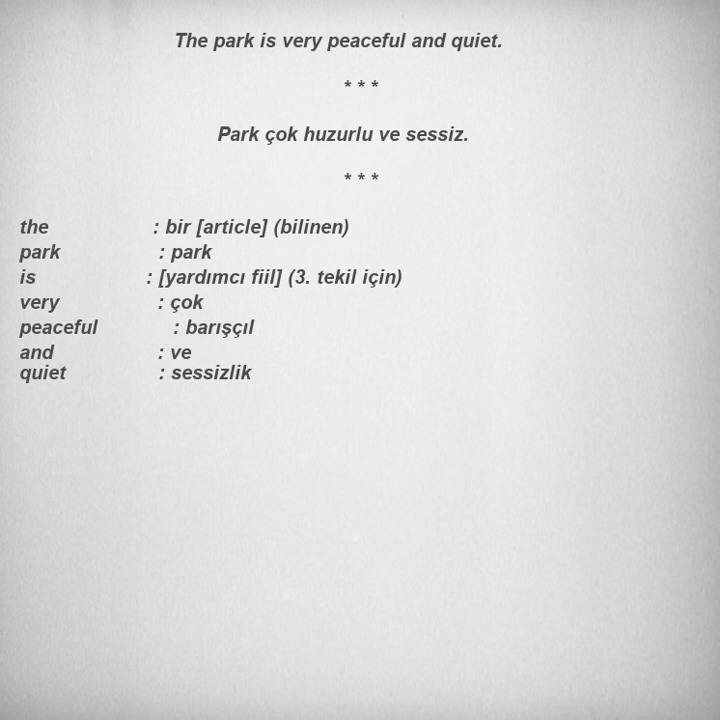 The park is very peaceful and quiet.
* * *
Park çok huzurlu ve sessiz.
* * *
the : bir [article] (bilinen)
park : park
is : [yardımcı fiil] (3. tekil için)
very : çok
peaceful : barışçıl
and : ve
quiet : sessizlik